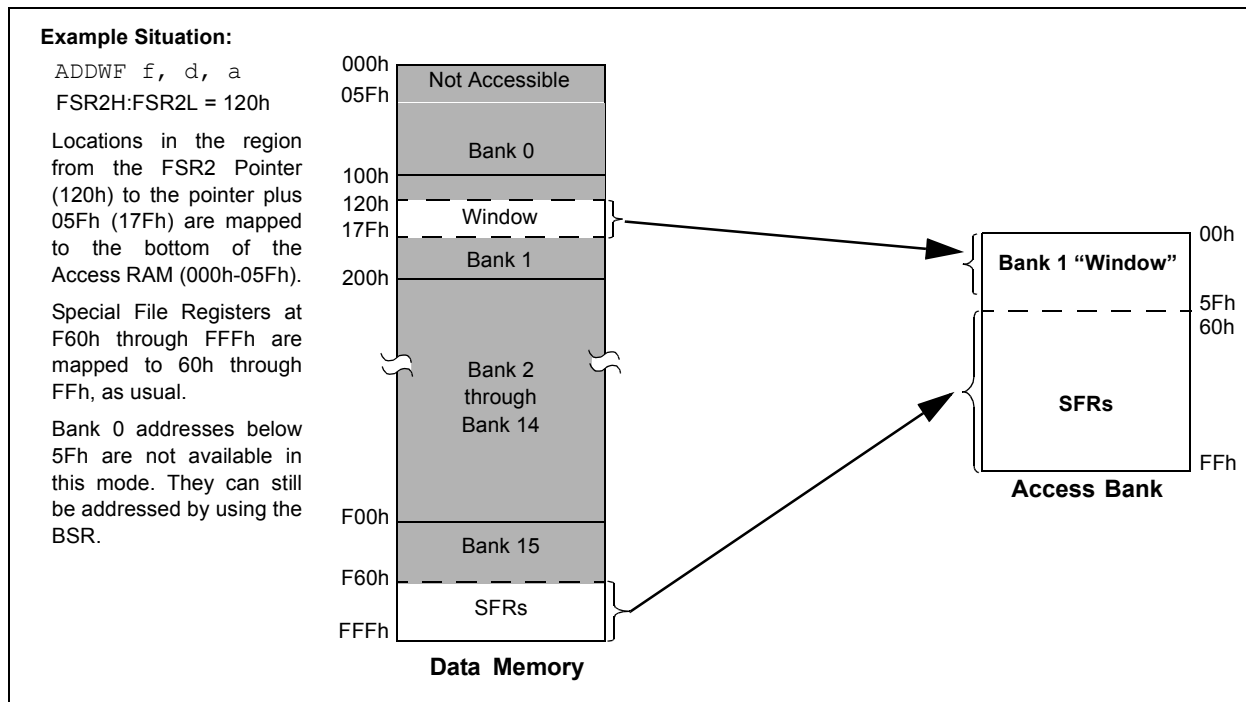 Example Situation:
ADDWF f, d, a
FSR2H:FSR2L = 120h
Locations in the region
from the FSR2 Pointer
(120h) to the pointer plus
05Fh (17Fh) are mapped
to the bottom of the
Access RAM (000h-05Fh).
Special File Registers at
F60h through FFFh are
mapped to 60h through
FFh, as usual.
Bank 0 addresses below
5Fh are not available in
this mode. They can still
be addressed by using the
BSR.
000h
Not Accessible
05Fh
Bank 0
100h
120h
Window
17Fh
Bank 1
200h
Bank 2
through
Bank 14
F00h
Bank 15
F60h
SFRs
FFFh
Data Memory
00h
Bank 1 “Window”
5Fh
60h
SFRs
FFh
Access Bank